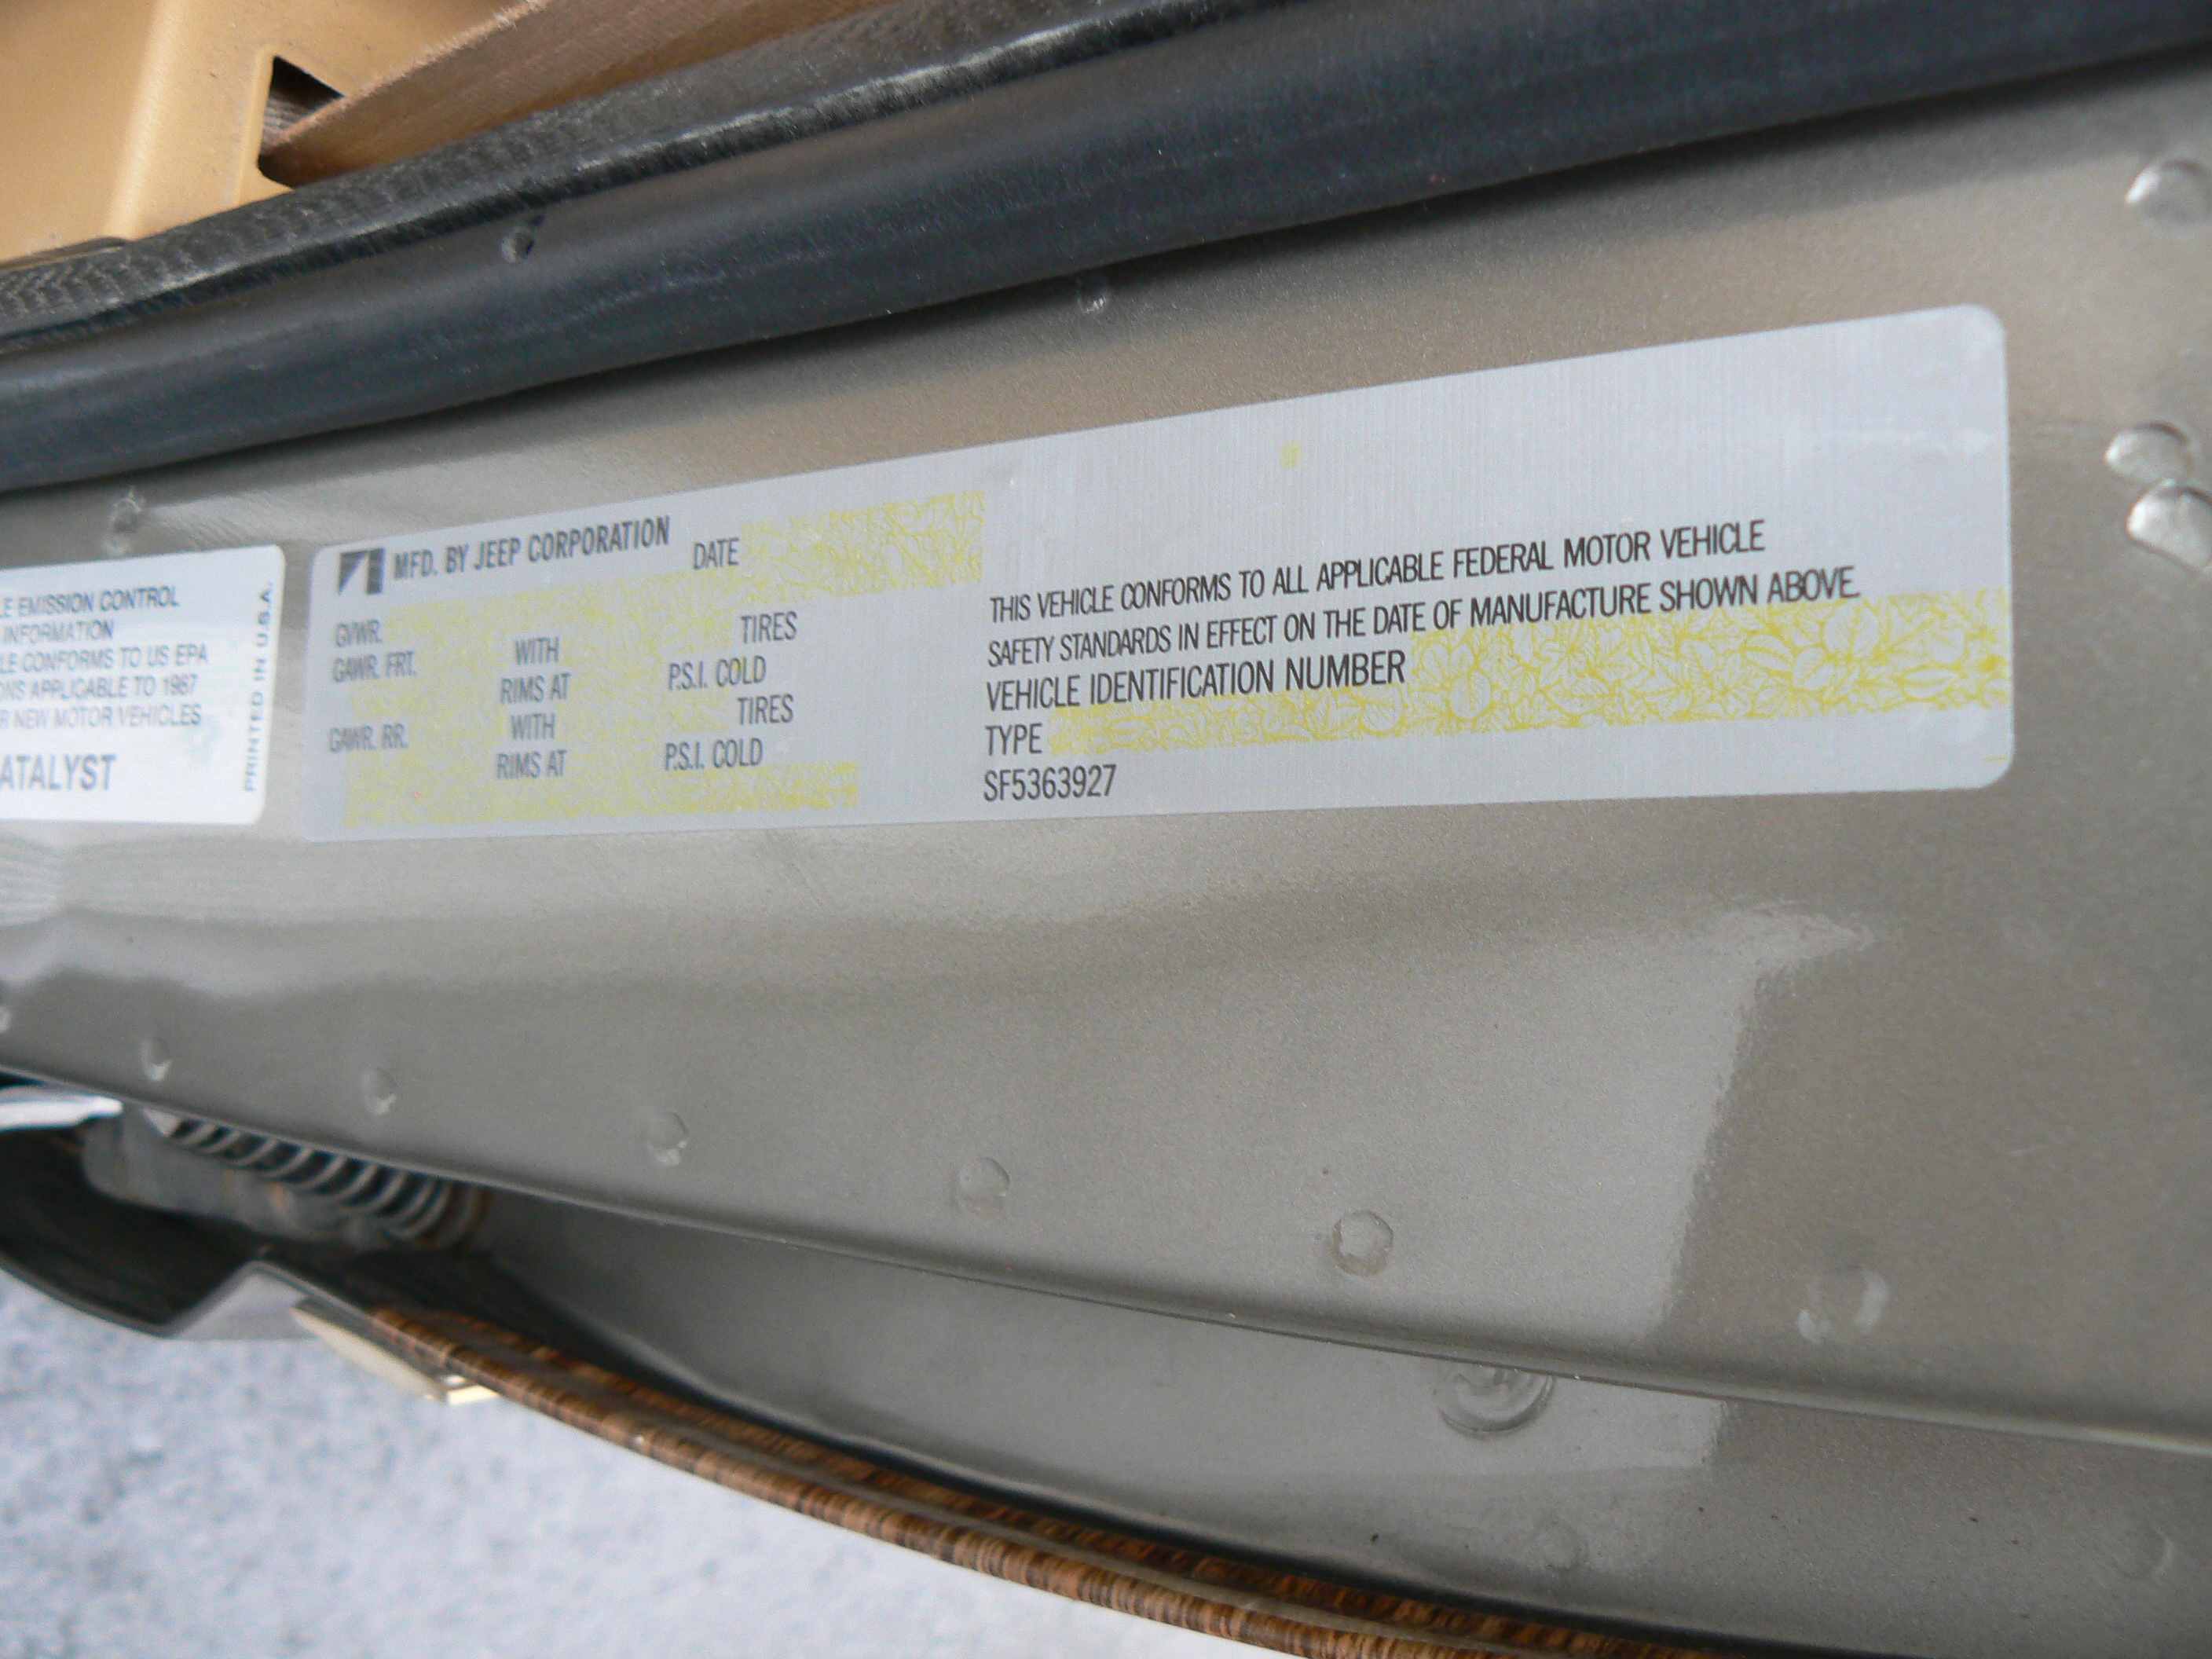 LE EMISSION CONTROL
INFORMATION
LE CONFORMS TO US EPA
ONS APPLICABLE TO 1987
R NEW MOTOR VEHICLES
ATALYST
PRINTED IN U.S.A.
MFD. BY JEEP CORPORATION DATE
GVWR.
GAWR. FRT. WITH TIRES
RIMS AT P.S.I. COLD
GAWR. RR. WITH TIRES
RIMS AT P.S.I. COLD
THIS VEHICLE CONFORMS TO ALL APPLICABLE FEDERAL MOTOR VEHICLE
SAFETY STANDARDS IN EFFECT ON THE DATE OF MANUFACTURE SHOWN ABOVE.
VEHICLE IDENTIFICATION NUMBER
TYPE
SF5363927